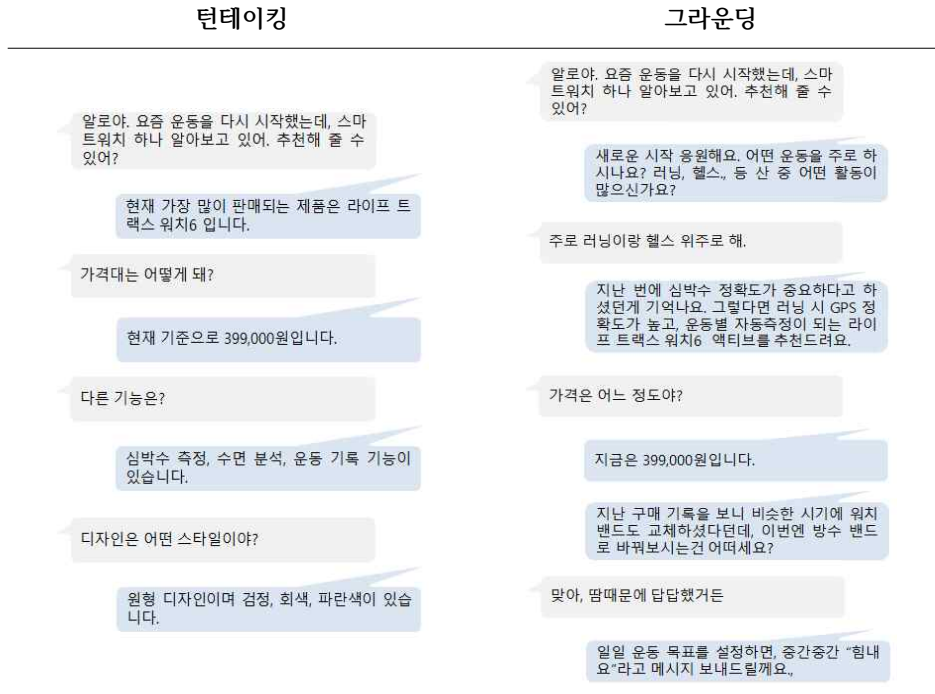 턴테이킹
알로야. 요즘 운동을 다시 시작했는데, 스마
트워치 하나 알아보고 있어. 추천해 줄 수
있어?
현재 가장 많이 판매되는 제품은 라이프 트
랙스 워치6 입니다.
가격대는 어떻게 돼?
현재 기준으로 399,000원입니다.
다른 기능은?
심박수 측정, 수면 분석, 운동 기록 기능이
있습니다.
디자인은 어떤 스타일이야?
원형 디자인이며 검정, 회색, 파란색이 있습
니다.
그라운딩
알로야. 요즘 운동을 다시 시작했는데, 스마
트워치 하나 알아보고 있어. 추천해 줄 수
있어?
새로운 시작 응원해요. 어떤 운동을 주로 하
시나요? 러닝, 헬스., 등 산 중 어떤 활동이
많으신가요?
주로 러닝이랑 헬스 위주로 해.
지난 번에 심박수 정확도가 중요하다고 하
셨던게 기억나요. 그렇다면 러닝 시 GPS 정
확도가 높고, 운동별 자동측정이 되는 라이
프 트랙스 워치6 액티브를 추천드려요.
가격은 어느 정도야?
지금은 399,000원입니다.
지난 구매 기록을 보니 비슷한 시기에 워치
밴드도 교체하셨다던데, 이번엔 방수 밴드
로 바꿔보시는건 어떠세요?
맞아, 땀때문에 답답했거든
일일 운동 목표를 설정하면, 중간중간 “힘내
요”라고 메시지 보내드릴께요.,